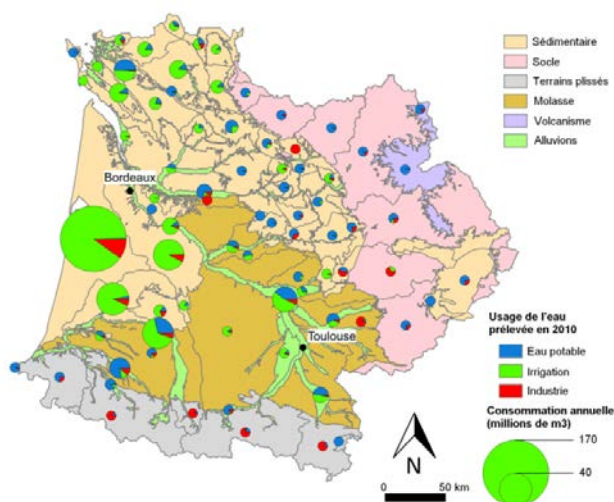 Sédimentaire
Socle
Terrains plissés
Molasse
Volcanisme
Alluvions
Bordeaux
Toulouse
Usage de l'eau
prélevée en 2010
Eau potable
Irrigation
Industrie
Consommation annuelle
(millions de m3)
170
40
N
0
50 km